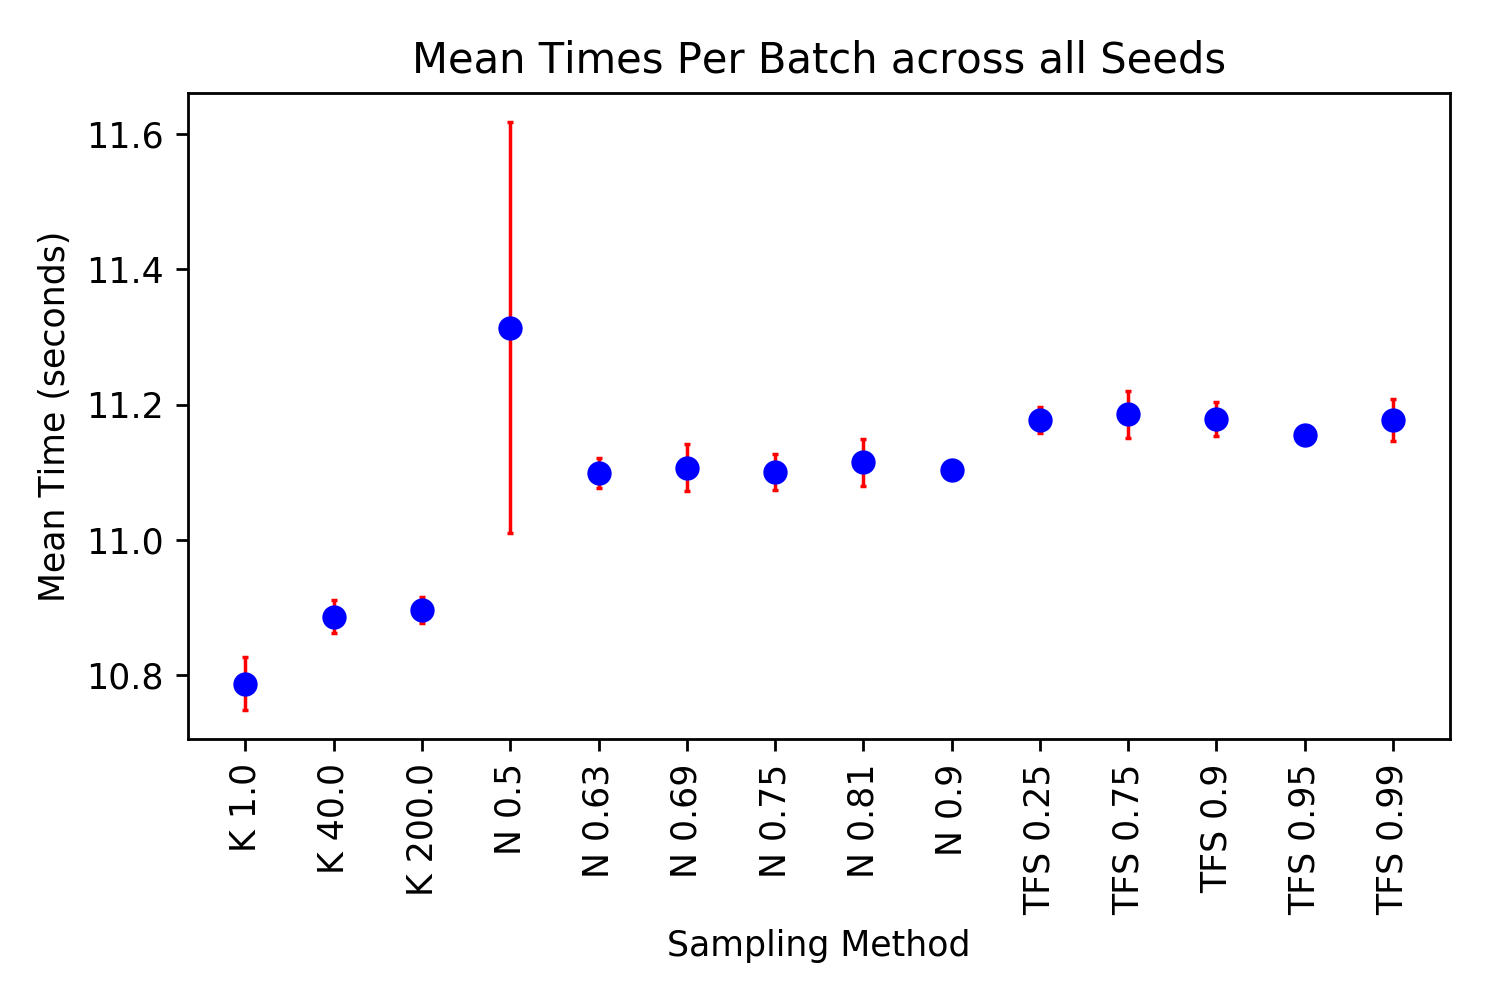 Mean Times Per Batch across all Seeds
Mean Time (seconds)
11.6
11.4
11.2
11.0
10.8
K 1.0
K 40.0
K 200.0
N 0.5
N 0.63
N 0.69
N 0.75
N 0.81
N 0.9
TFS 0.25
TFS 0.75
TFS 0.9
TFS 0.95
TFS 0.99
Sampling Method